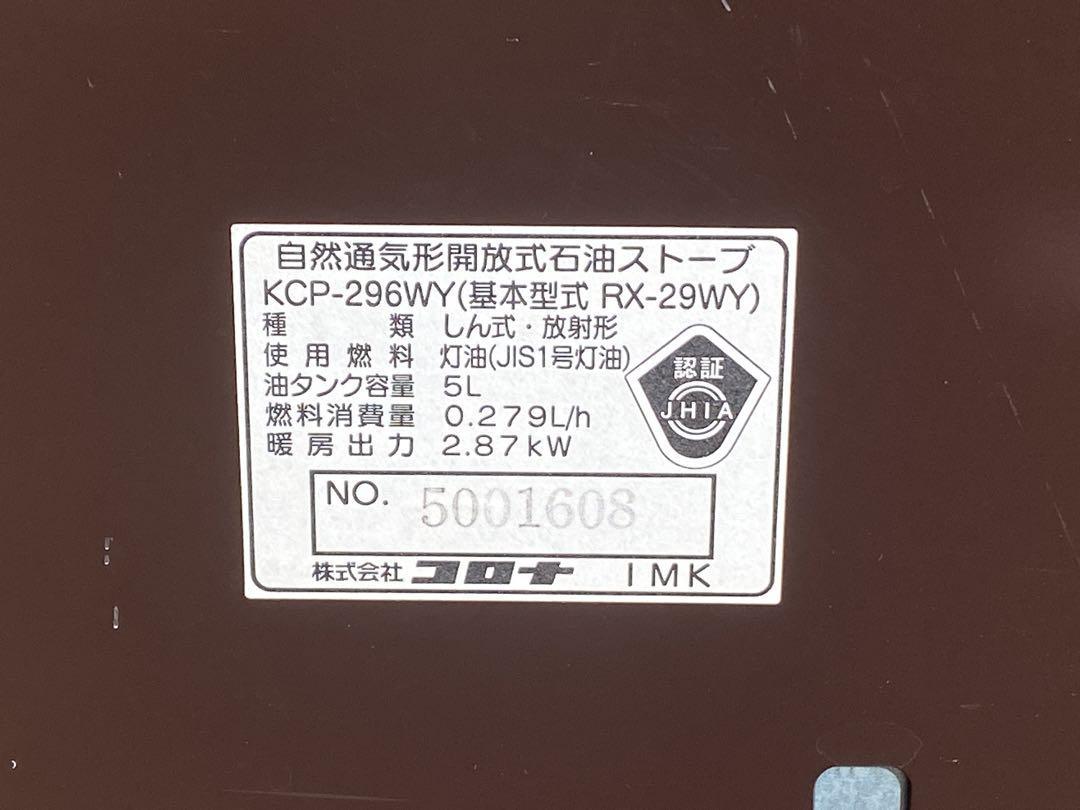 自然通気形開放式石油ストーブ
KCP-296WY(基本型式 RX-29WY)
種類 しん式・放射形
使用燃料 灯油(JIS1号灯油)
油タンク容量 5L
燃料消費量 0.279L/h
暖房出力 2.87kW
認証
JHIA
NO. 5001608
株式会社 コロナ IMK